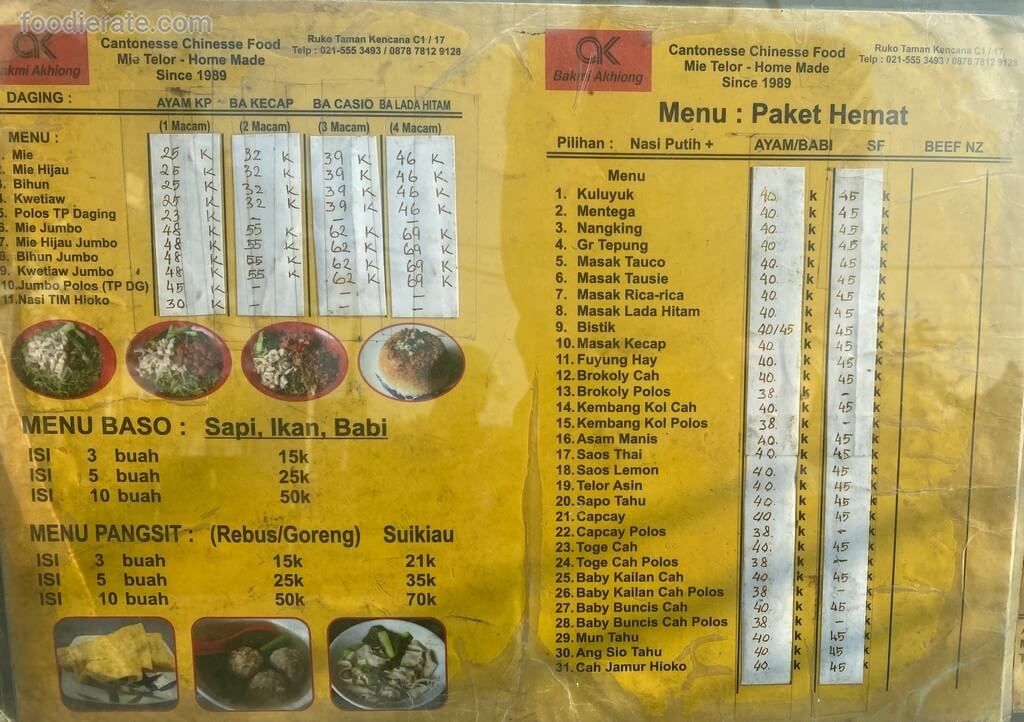 foodierate.com
ak
Bakmi Akhiong
Cantonesse Chinesse Food
Mie Telor - Home Made
Since 1989
Ruko Taman Kencana C1 / 17
Telp : 021-555 3493 / 0878 7812 9128
DAGING : AYAM KP BA KECAP BA CASIO BA LADA HITAM
(1 Macam) (2 Macam) (3 Macam) (4 Macam)
MENU :
1. Mie 25 K 32 K 39 K 46 K
2. Mie Hijau 25 K 32 K 39 K 46 K
3. Bihun 25 K 32 K 39 K 46 K
4. Kwetiaw 25 K 32 K 39 K 46 K
5. Polos TP Daging 23 K - - -
6. Mie Jumbo 48 K 55 K 62 K 69 K
7. Mie Hijau Jumbo 48 K 55 K 62 K 69 K
8. Bihun Jumbo 48 K 55 K 62 K 69 K
9. Kwetiaw Jumbo 48 K 55 K 62 K 69 K
10.Jumbo Polos (TP DG) 45 K - - -
11.Nasi TIM Hioko 30 K - - -
MENU BASO : Sapi, Ikan, Babi
ISI 3 buah 15k
ISI 5 buah 25k
ISI 10 buah 50k
MENU PANGSIT : (Rebus/Goreng) Suikiau
ISI 3 buah 15k 21k
ISI 5 buah 25k 35k
ISI 10 buah 50k 70k
ak
Bakmi Akhiong
Cantonesse Chinesse Food
Mie Telor - Home Made
Since 1989
Ruko Taman Kencana C1 / 17
Telp : 021-555 3493 / 0878 7812 9128
Menu : Paket Hemat
Pilihan : Nasi Putih + AYAM/BABI SF BEEF NZ
Menu
1. Kuluyuk 40. k 45 k
2. Mentega 40. k 45 k
3. Nangking 40. k 45 k
4. Gr Tepung 40 k 45 k
5. Masak Tauco 40. k 45 k
6. Masak Tausie 40. k 45 k
7. Masak Rica-rica 40. k 45 k
8. Masak Lada Hitam 40. k 45 k
9. Bistik 40/45 k 45 k
10. Masak Kecap 40. k 45 k
11. Fuyung Hay 40. k 45 k
12. Brokoly Cah 40. k 45 k
13. Brokoly Polos 38. k - k
14. Kembang Kol Cah 40. k 45 k
15. Kembang Kol Polos 38. k - k
16. Asam Manis 40. k 45 k
17. Saos Thai 40. k 45 k
18. Saos Lemon 40. k 45 k
19. Telor Asin 40. k 45 k
20. Sapo Tahu 40. k 45 k
21. Capcay 40. k 45 k
22. Capcay Polos 38. k - k
23. Toge Cah 40. k 45 k
24. Toge Cah Polos 38 k - k
25. Baby Kailan Cah 40. k 45 k
26. Baby Kailan Cah Polos 38 k - k
27. Baby Buncis Cah 40. k 45 k
28. Baby Buncis Cah Polos 38 k - k
29. Mun Tahu 40 k 45 k
30. Ang Sio Tahu 40 k 45 k
31. Cah Jamur Hioko 40. k 45 k